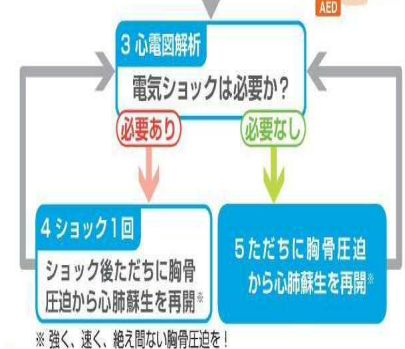 AED
3 心電図解析
電気ショックは必要か?
必要あり
必要なし
4 ショック1回
ショック後ただちに胸骨
圧迫から心肺蘇生を再開※
5 ただちに胸骨圧迫
から心肺蘇生を再開※
※ 強く、速く、絶え間ない胸骨圧迫を!